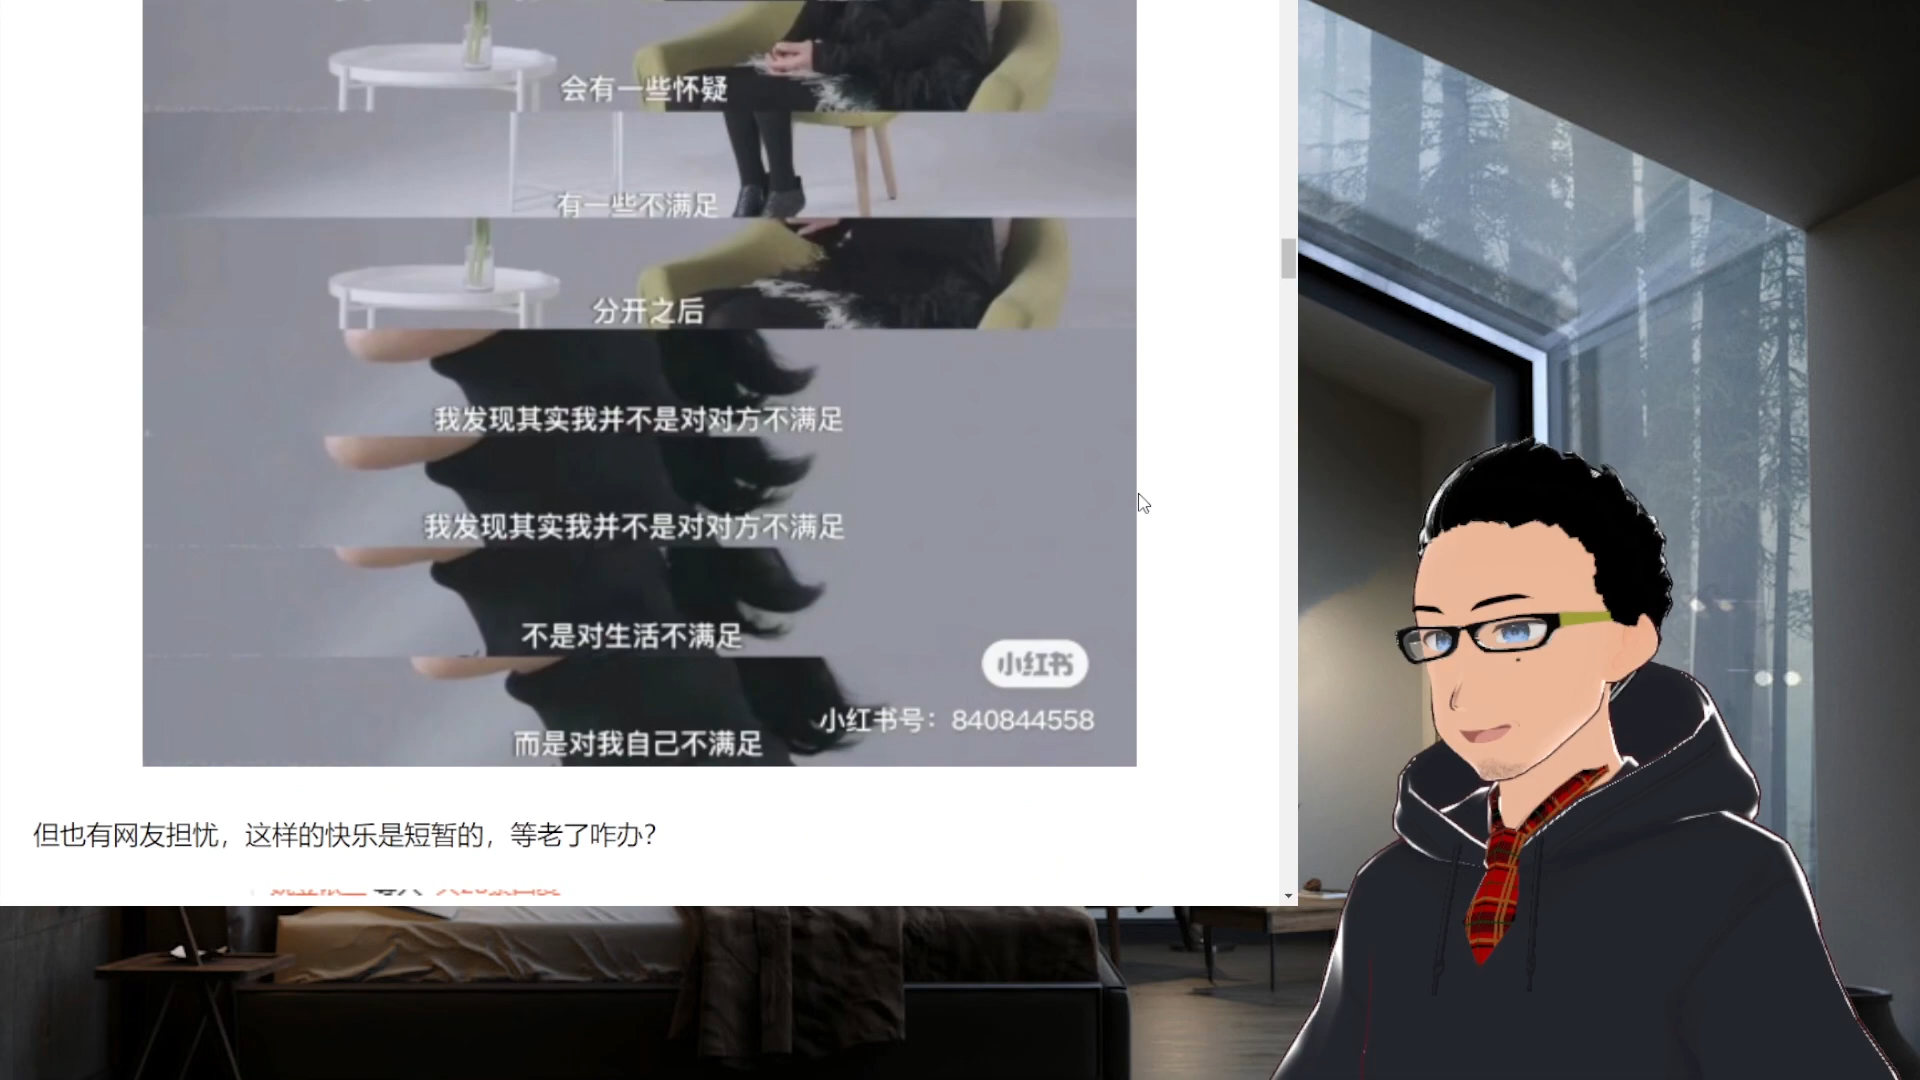 会有一些怀疑
有一些不满足
分开之后
我发现其实我并不是对对方不满足
我发现其实我并不是对对方不满足
不是对生活不满足
小红书
小红书号：840844558
而是对我自己不满足
但也有网友担忧，这样的快乐是短暂的，等老了咋办？